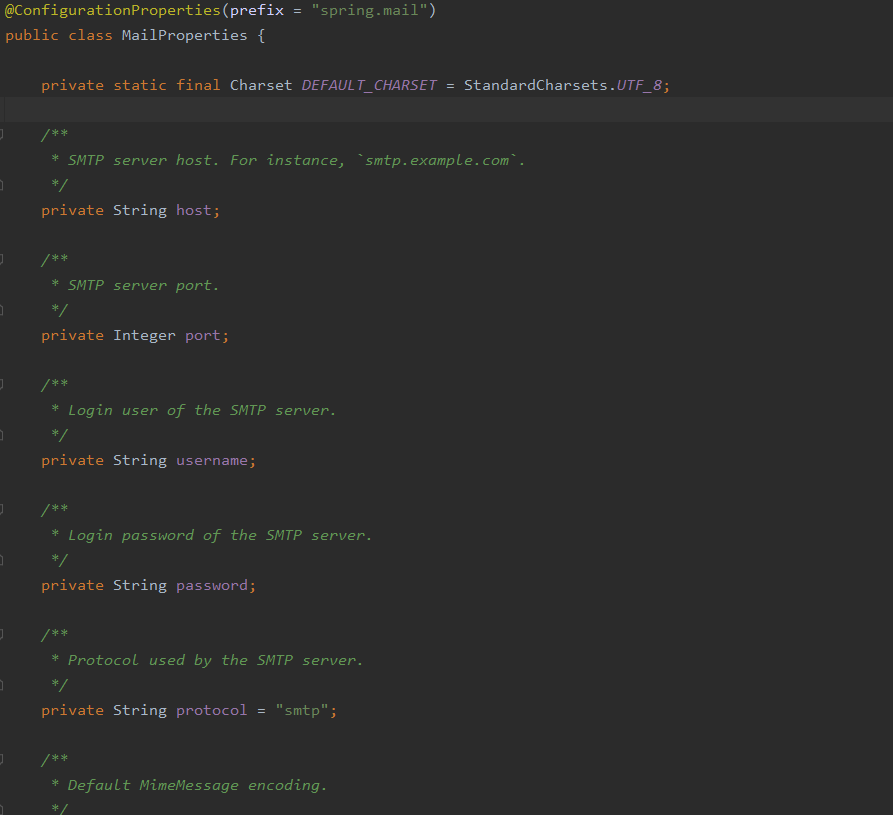 @ConfigurationProperties(prefix = "spring.mail")
public class MailProperties {
private static final Charset DEFAULT_CHARSET = StandardCharsets.UTF_8;
/**
* SMTP server host. For instance, `smtp.example.com`.
*/
private String host;
/**
* SMTP server port.
*/
private Integer port;
/**
* Login user of the SMTP server.
*/
private String username;
/**
* Login password of the SMTP server.
*/
private String password;
/**
* Protocol used by the SMTP server.
*/
private String protocol = "smtp";
/**
* Default MimeMessage encoding.
*/